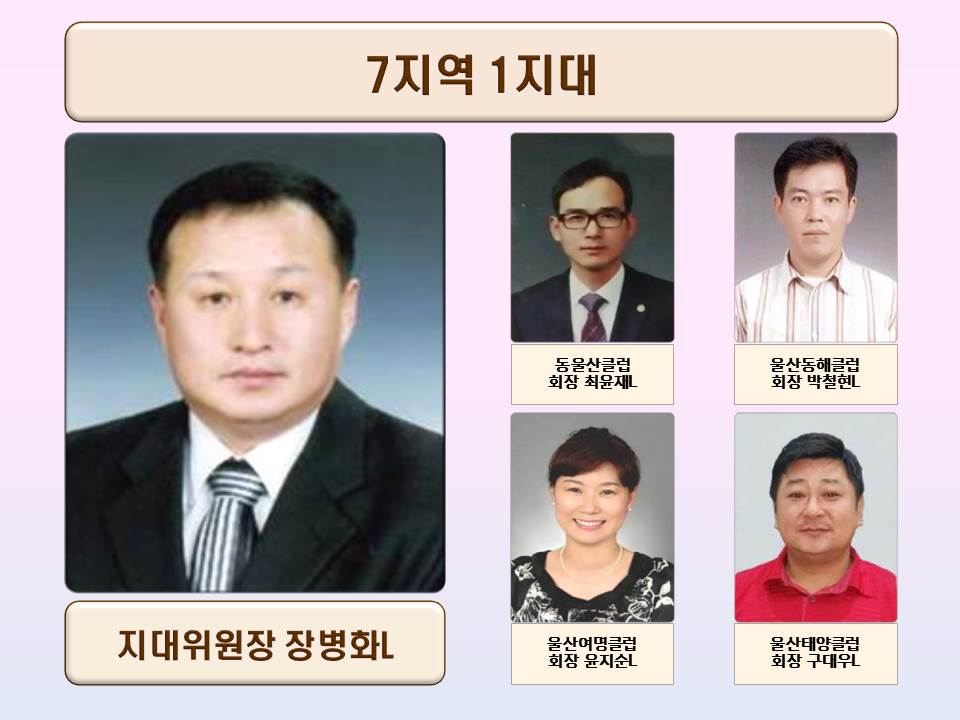 7지역 1지대
동울산클럽
회장 최윤재L
울산동해클럽
회장 박철현L
지대위원장 장병화L
울산여명클럽
회장 윤지순L
울산태양클럽
회장 구대우L